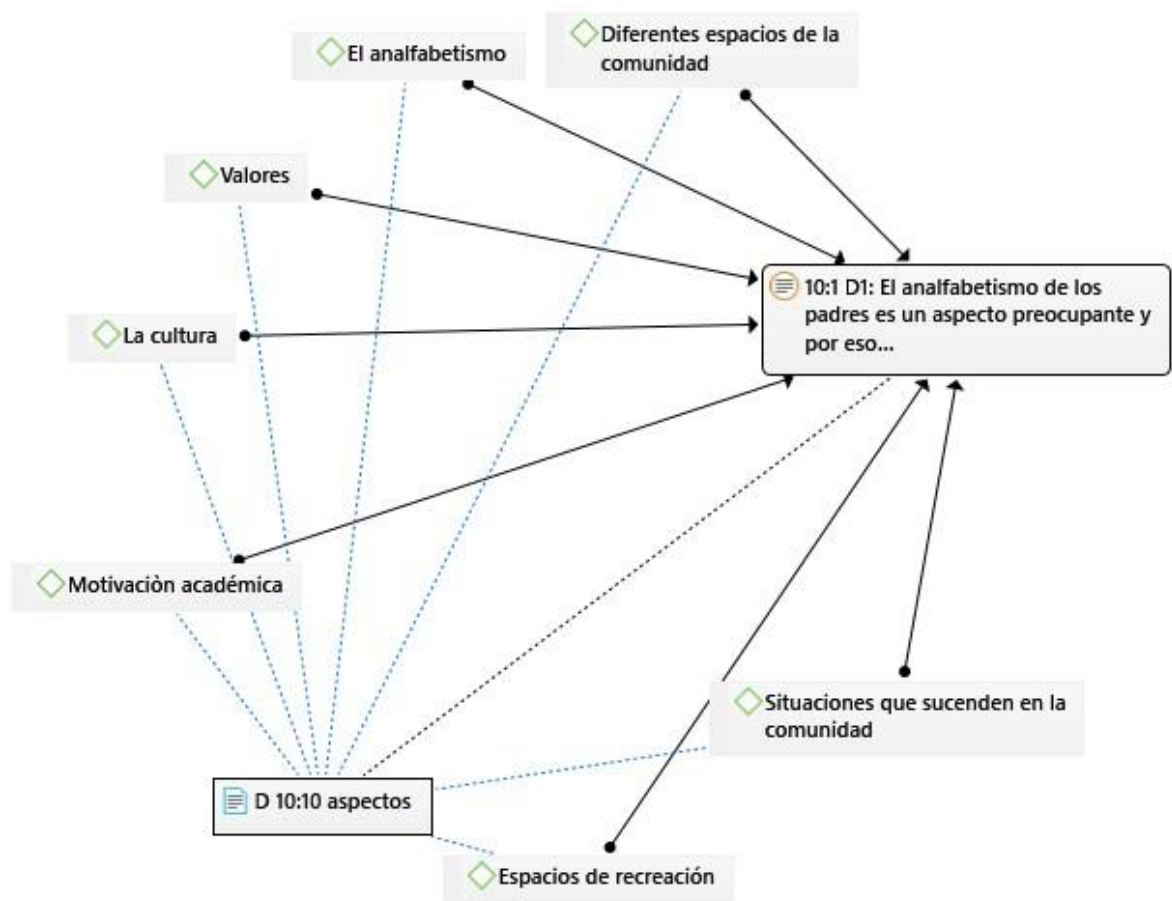 Diferentes espacios de la
comunidad
El analfabetismo
Valores
10:1 D1: El analfabetismo de los
padres es un aspecto preocupante y
por eso...
La cultura
Motivaciòn académica
Situaciones que sucenden en la
comunidad
D 10:10 aspectos
Espacios de recreación